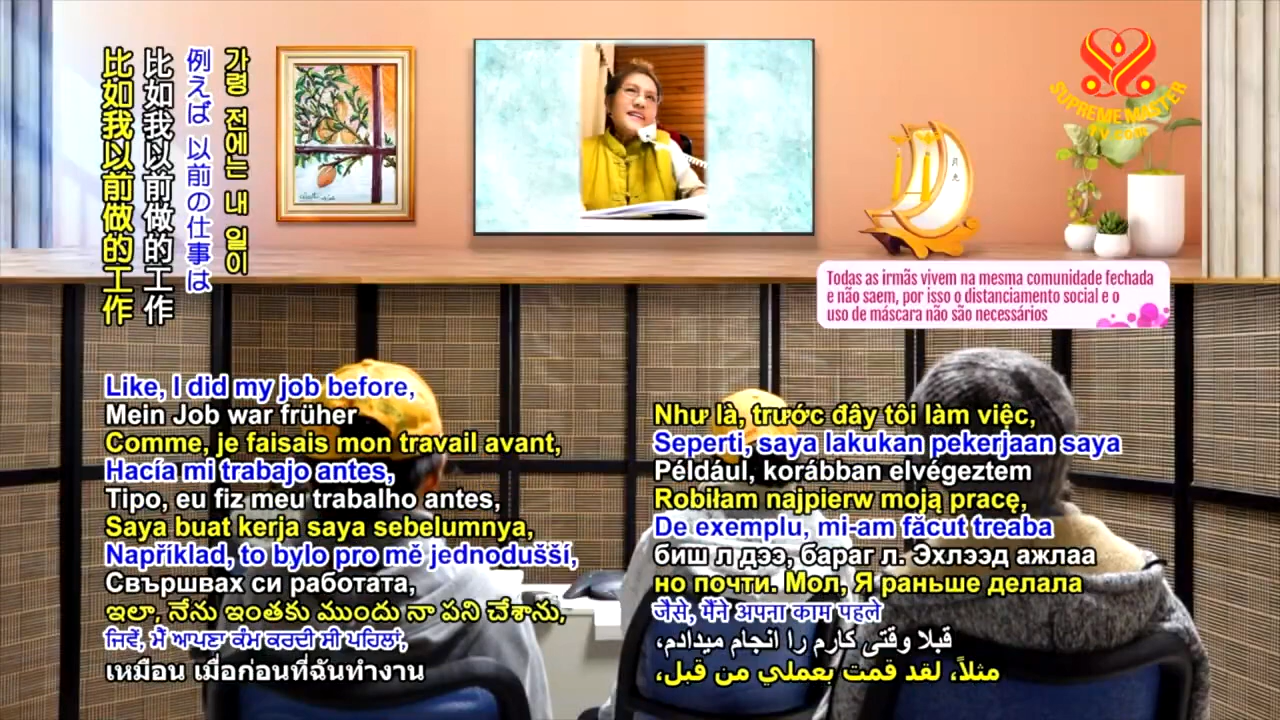 가령 전에는 내 일이
例えば 以前の仕事は
比如我以前做的工作
比如我以前做的工作
SUPREME MASTER
TV.com
月光
Todas as irmãs vivem na mesma comunidade fechada
e não saem, por isso o distanciamento social e o
uso de máscara não são necessários
Like, I did my job before,
Mein Job war früher
Comme, je faisais mon travail avant,
Hacía mi trabajo antes,
Tipo, eu fiz meu trabalho antes,
Saya buat kerja saya sebelumnya,
Například, to bylo pro mě jednodušší,
Свършвах си работата,
ఇలా, నేను ఇంతకు ముందు నా పని చేశాను,
ਜਿਵੇਂ, ਮੈਂ ਆਪਣਾ ਕੰਮ ਕਰਦੀ ਸੀ ਪਹਿਲਾਂ,
เหมือน เมื่อก่อนที่ฉันทำงาน
Như là, trước đây tôi làm việc,
Seperti, saya lakukan pekerjaan saya
Például, korábban elvégeztem
Robiłam najpierw moją pracę,
De exemplu, mi-am făcut treaba
биш л дээ, бараг л. Эхлээд ажлаа
но почти. Мол, Я раньше делала
जैसे, मैंने अपना काम पहले
قبلا وقتی کارم را انجام میدادم،
مثلاً، لقد قمت بعملي من قبل،